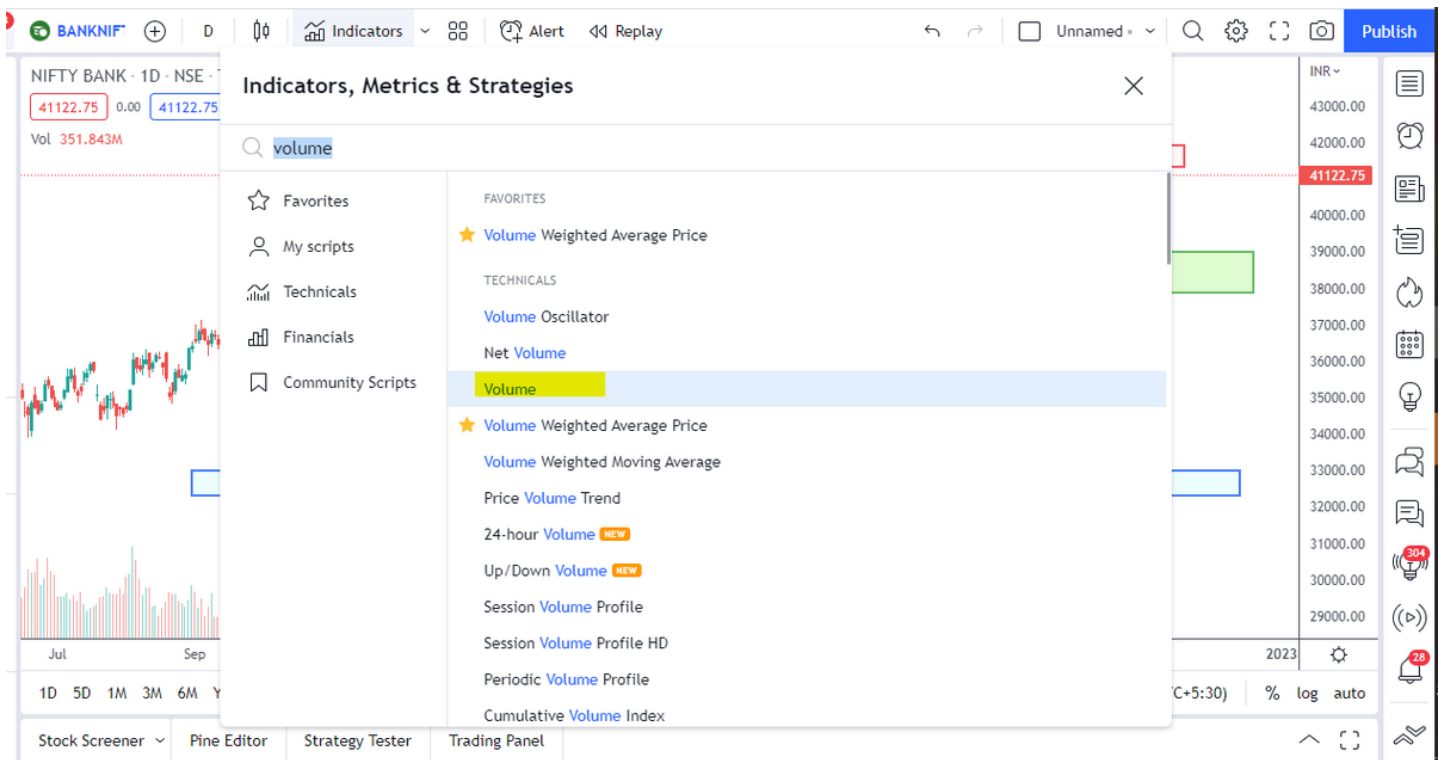 BANKNIF D Indicators Alert Replay Unnamed Publish
NIFTY BANK · 1D · NSE ·
41122.75 0.00 41122.75
Vol 351.843M
Indicators, Metrics & Strategies
volume
Favorites
My scripts
Technicals
Financials
Community Scripts
FAVORITES
Volume Weighted Average Price
TECHNICALS
Volume Oscillator
Net Volume
Volume
Volume Weighted Average Price
Volume Weighted Moving Average
Price Volume Trend
24-hour Volume NEW
Up/Down Volume NEW
Session Volume Profile
Session Volume Profile HD
Periodic Volume Profile
Cumulative Volume Index
INR
43000.00
42000.00
41122.75
40000.00
39000.00
38000.00
37000.00
36000.00
35000.00
34000.00
33000.00
32000.00
31000.00
30000.00
29000.00
304
28
Jul Sep 2023
1D 5D 1M 3M 6M Y C+5:30) % log auto
Stock Screener Pine Editor Strategy Tester Trading Panel